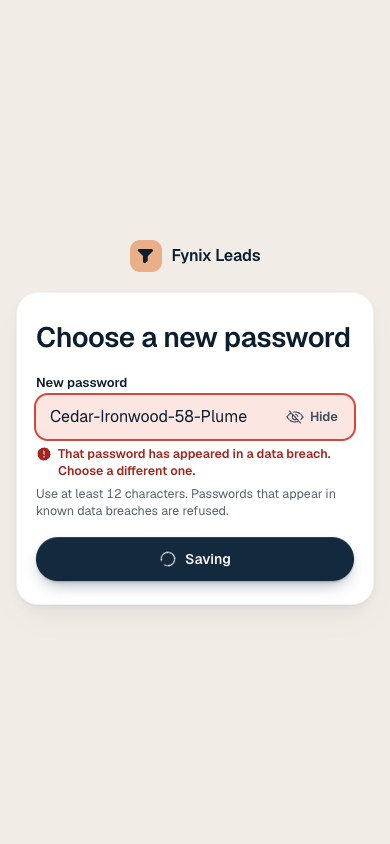 Fynix Leads
Choose a new password
New password
Cedar-Ironwood-58-Plume
Hide
That password has appeared in a data breach.
Choose a different one.
Use at least 12 characters. Passwords that appear in
known data breaches are refused.
Saving